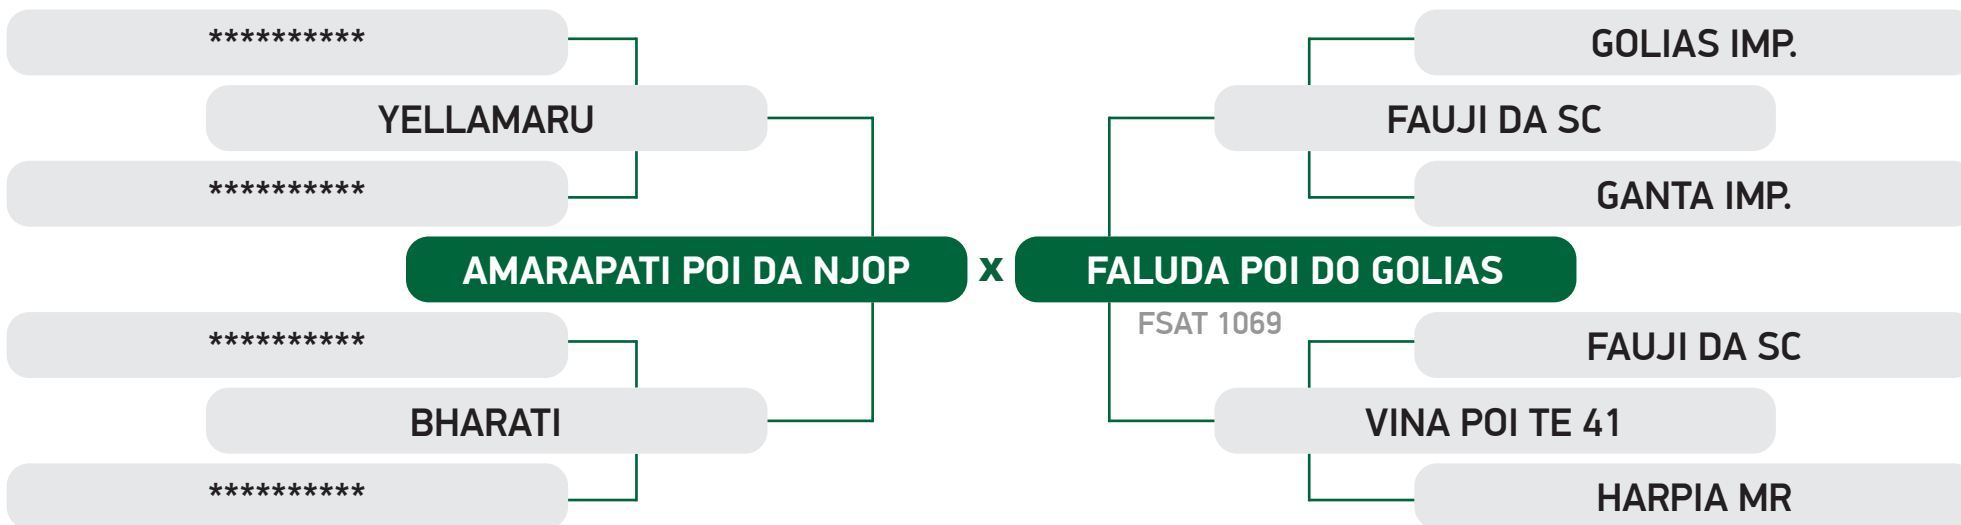 **********
GOLIAS IMP.
YELLAMARU
FAUJI DA SC
**********
GANTA IMP.
AMARAPATI POI DA NJOP x FALUDA POI DO GOLIAS
FSAT 1069
**********
FAUJI DA SC
BHARATI
VINA POI TE 41
**********
HARPIA MR